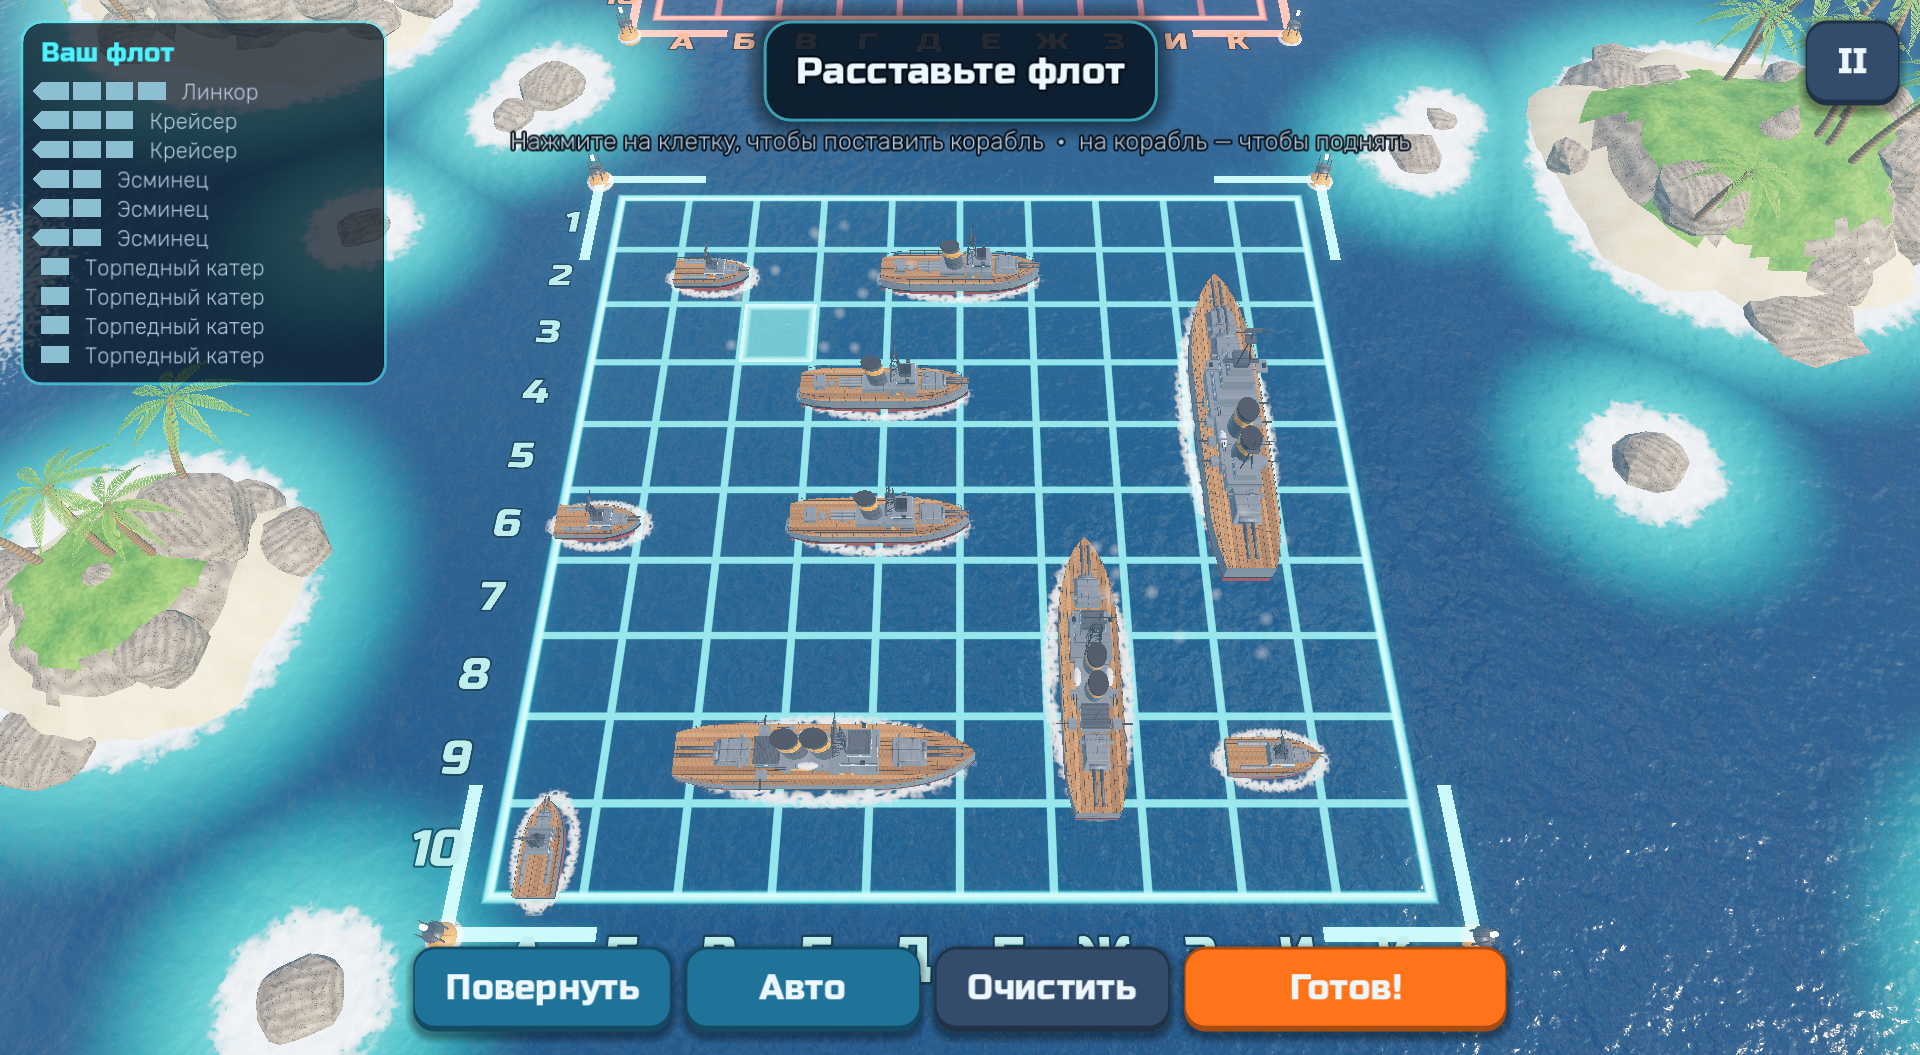 А Б В Г Д Е Ж З И К
Ваш флот
Линкор
Крейсер
Крейсер
Эсминец
Эсминец
Эсминец
Торпедный катер
Торпедный катер
Торпедный катер
Торпедный катер
Расставьте флот
Нажмите на клетку, чтобы поставить корабль • на корабль — чтобы поднять
II
1
2
3
4
5
6
7
8
9
10
Повернуть
Авто
Очистить
Готов!